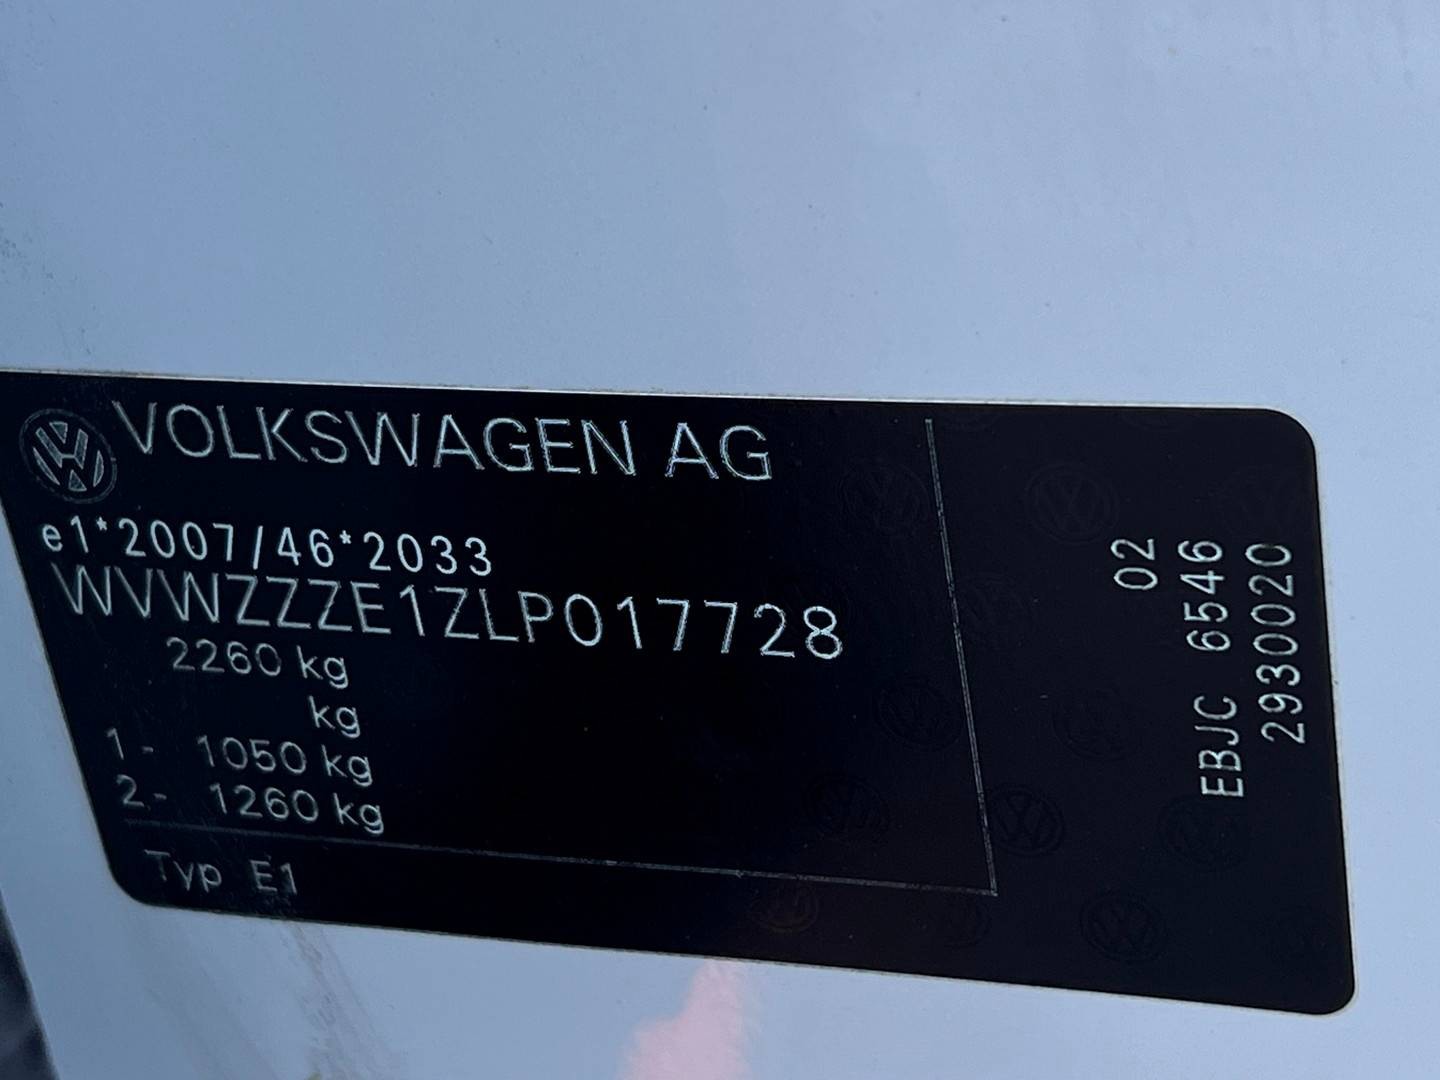 VOLKSWAGEN AG
e1*2007/46*2033
WVWZZZE1ZLP017728
2260 kg
kg
1- 1050 kg
2- 1260 kg
Typ E1
02
EBJC 6546
29300020